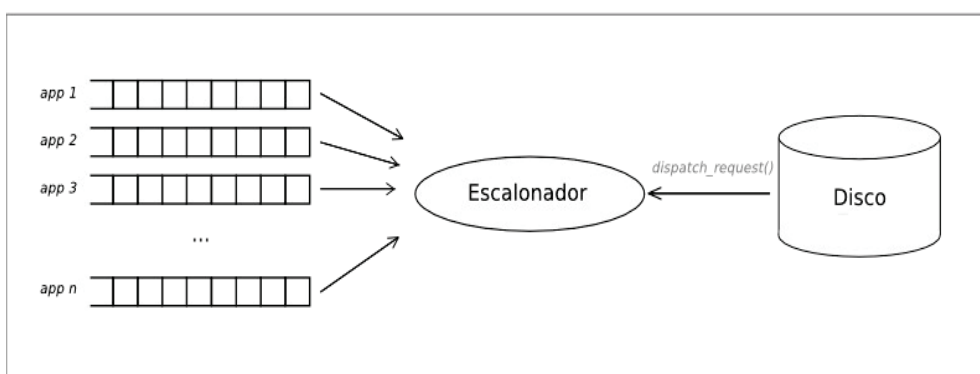 app 1
app 2
app 3
...
app n
Escalonador
dispatch_request()
Disco